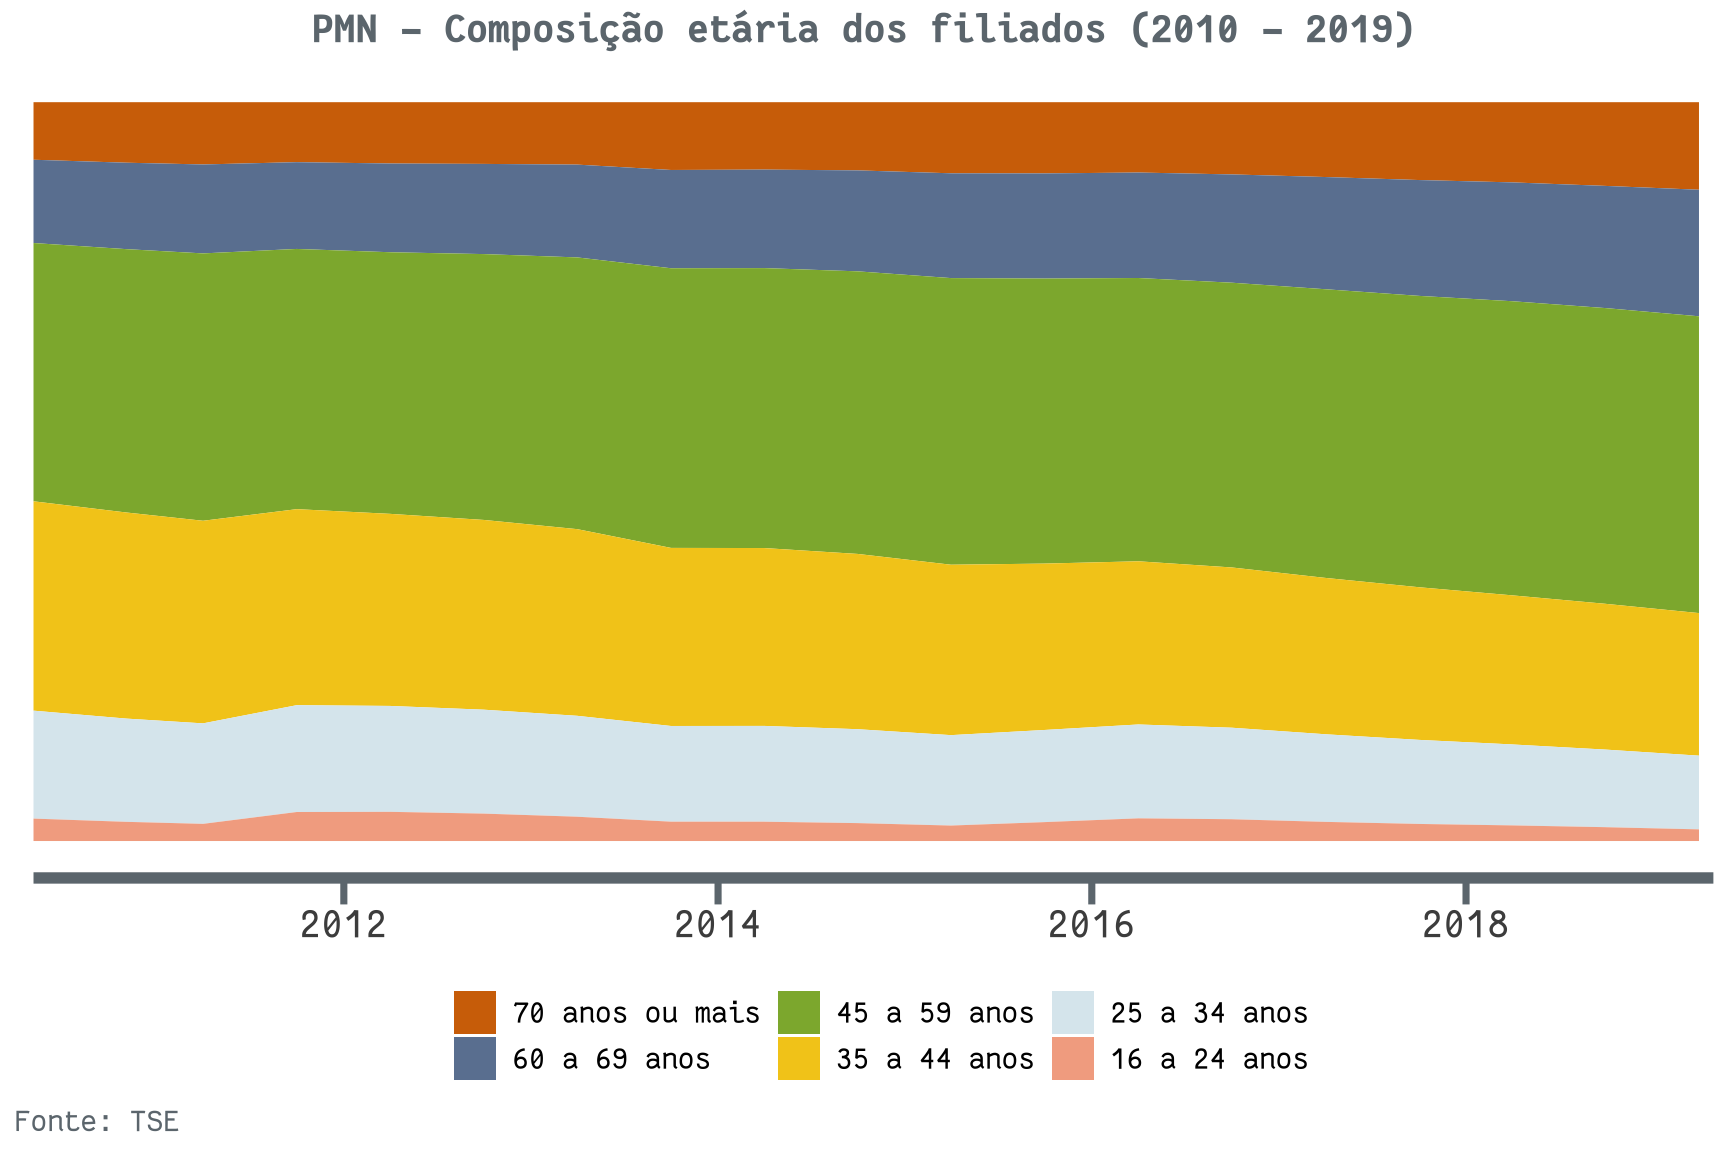 PMN – Composição etária dos filiados (2010 – 2019)
2012 2014 2016 2018
70 anos ou mais 45 a 59 anos 25 a 34 anos
60 a 69 anos 35 a 44 anos 16 a 24 anos
Fonte: TSE